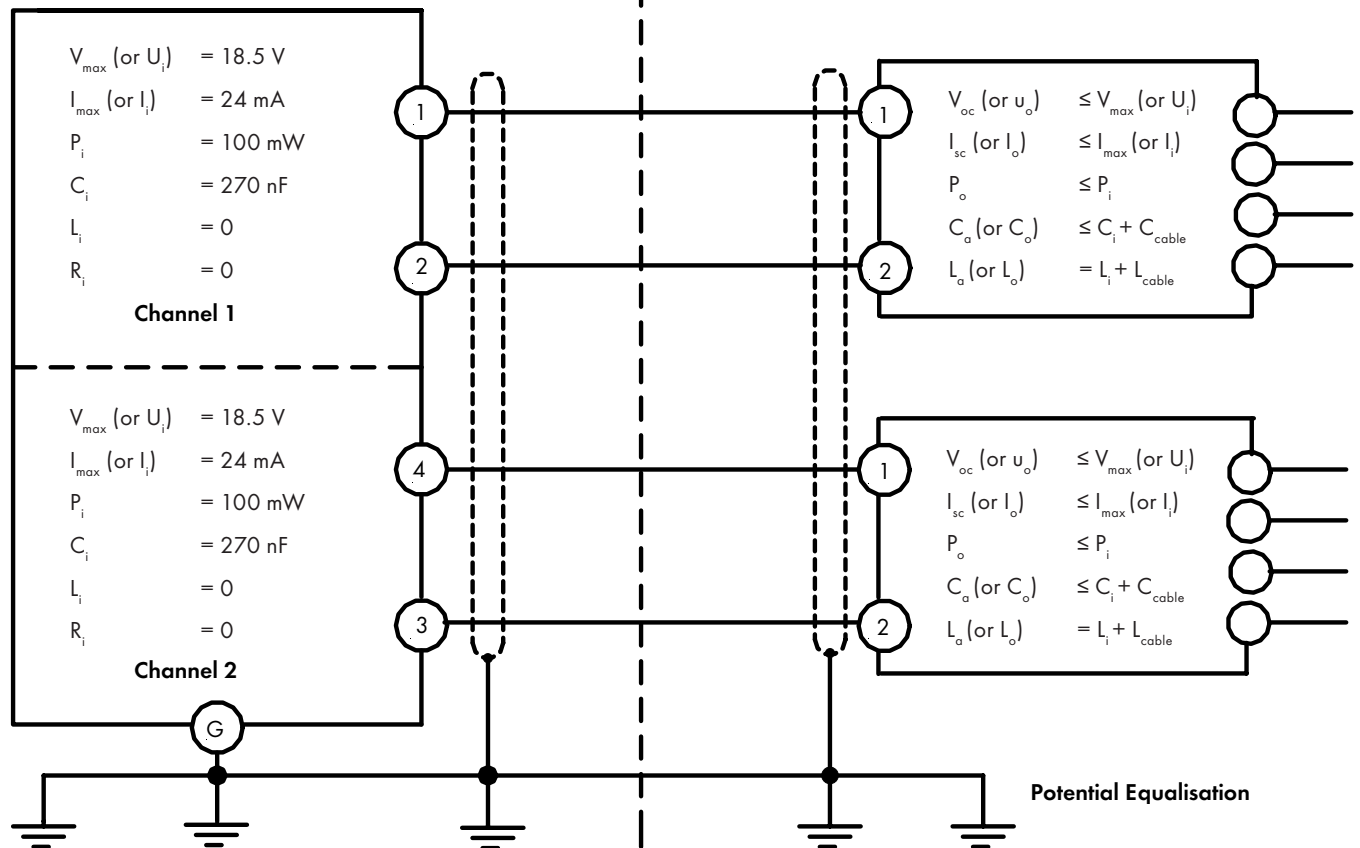 V_max (or U_i) = 18.5 V
I_max (or I_i) = 24 mA
P_i = 100 mW
C_i = 270 nF
L_i = 0
R_i = 0
Channel 1
1
2
V_max (or U_i) = 18.5 V
I_max (or I_i) = 24 mA
P_i = 100 mW
C_i = 270 nF
L_i = 0
R_i = 0
Channel 2
4
3
G
1
2
V_oc (or u_o) ≤ V_max (or U_i)
I_sc (or I_o) ≤ I_max (or I_i)
P_o ≤ P_i
C_a (or C_o) ≤ C_i + C_cable
L_a (or L_o) = L_i + L_cable
1
2
V_oc (or u_o) ≤ V_max (or U_i)
I_sc (or I_o) ≤ I_max (or I_i)
P_o ≤ P_i
C_a (or C_o) ≤ C_i + C_cable
L_a (or L_o) = L_i + L_cable
Potential Equalisation